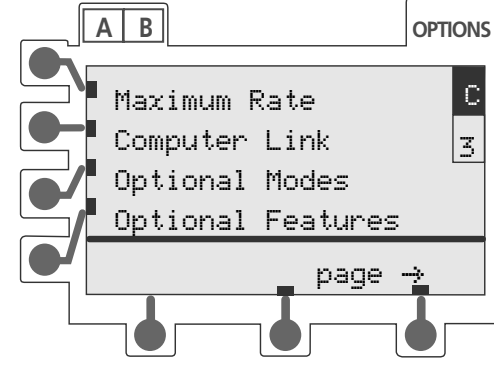 A B
OPTIONS
Maximum Rate
C
Computer Link
3
Optional Modes
Optional Features
page →